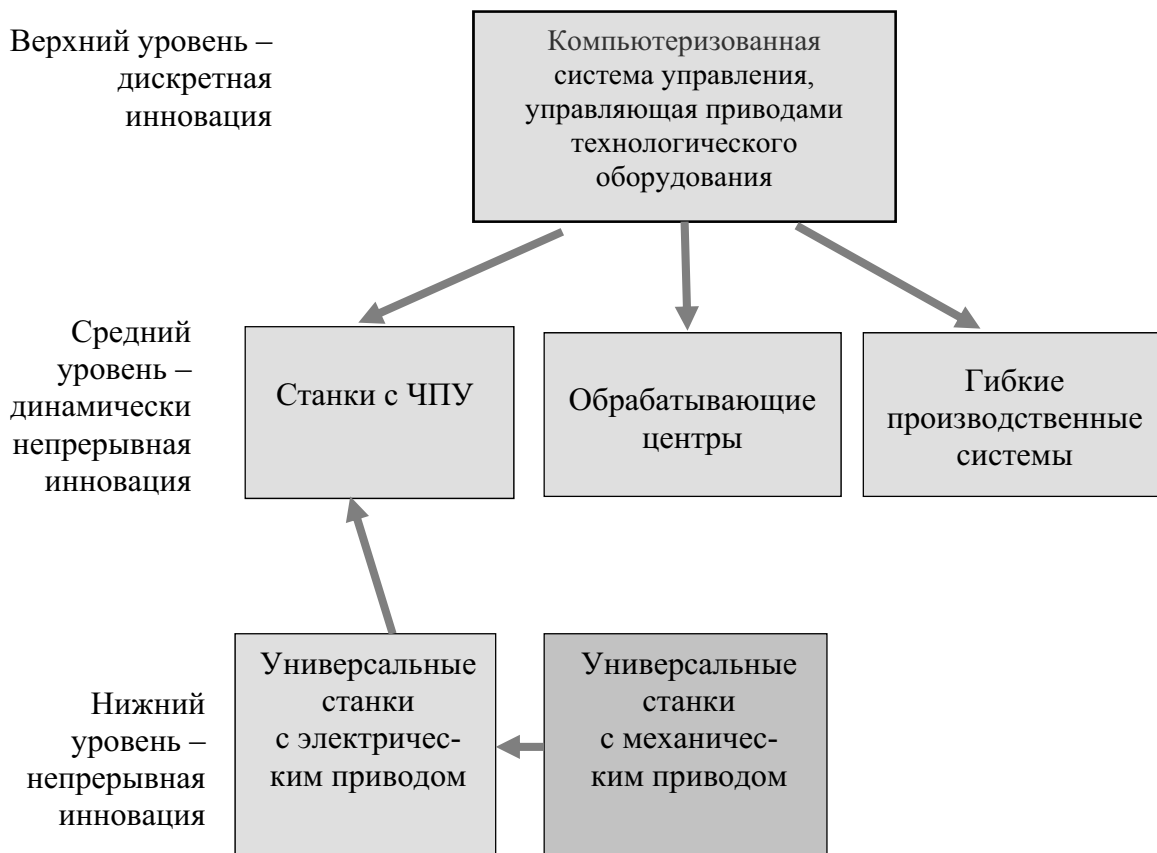 Верхний уровень –
дискретная
инновация
Компьютеризованная
система управления,
управляющая приводами
технологического
оборудования
Средний
уровень –
динамически
непрерывная
инновация
Станки с ЧПУ
Обрабатывающие
центры
Гибкие
производственные
системы
Нижний
уровень –
непрерывная
инновация
Универсальные
станки
с электричес-
ким приводом
Универсальные
станки
с механичес-
ким приводом